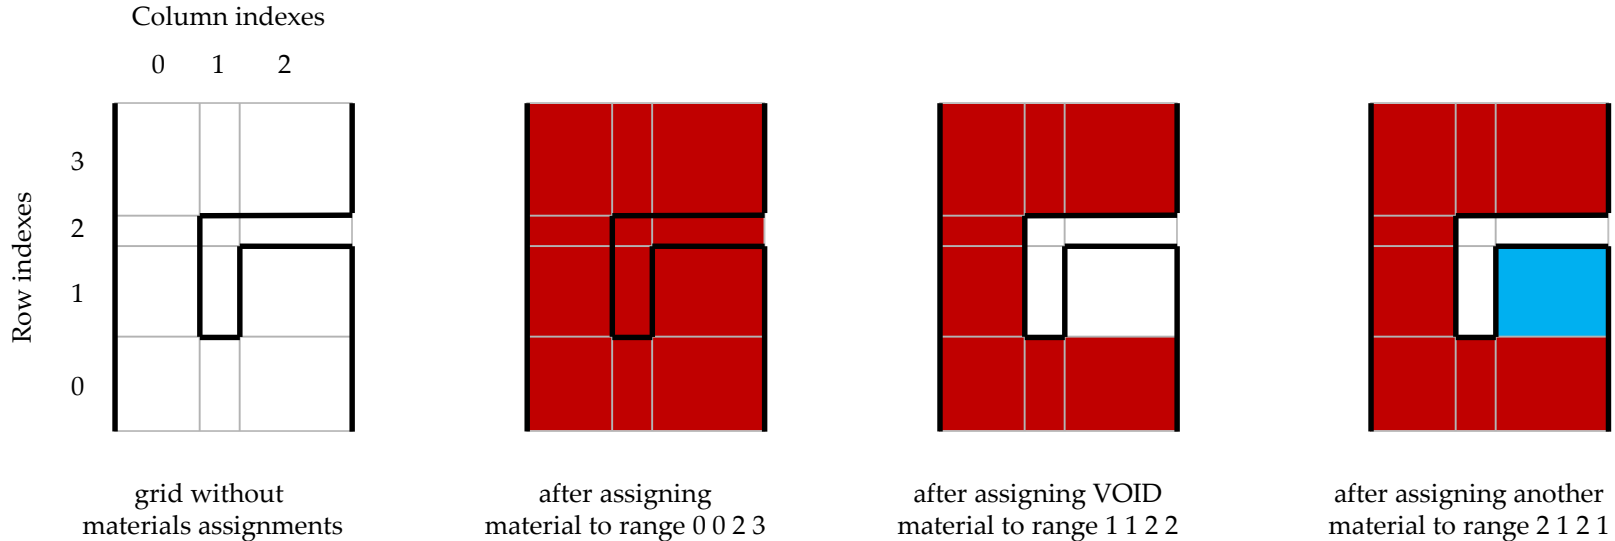 Column indexes
0 1 2
Row indexes
3
2
1
0
grid without
materials assignments
after assigning
material to range 0 0 2 3
after assigning VOID
material to range 1 1 2 2
after assigning another
material to range 2 1 2 1